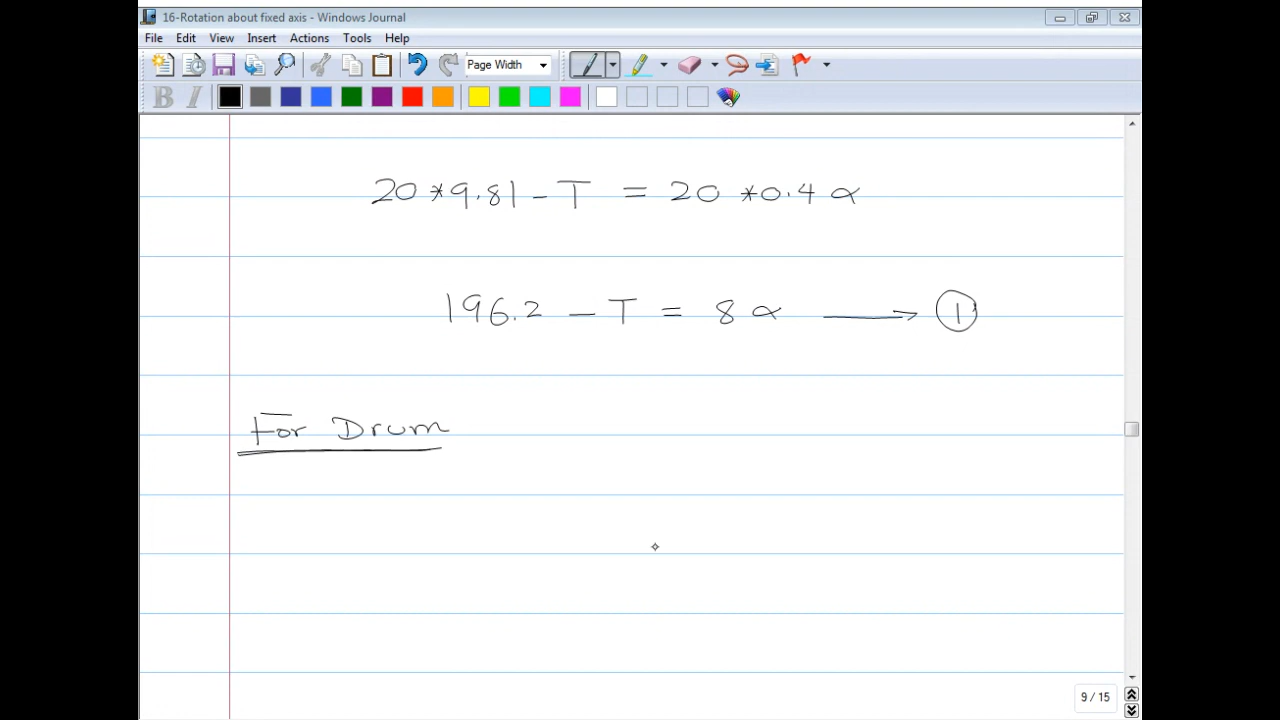 16-Rotation about fixed axis - Windows Journal
File Edit View Insert Actions Tools Help
Page Width
B I
20*9.81 - T = 20 *0.4 α
196.2 - T = 8 α → 1
For Drum
9 / 15